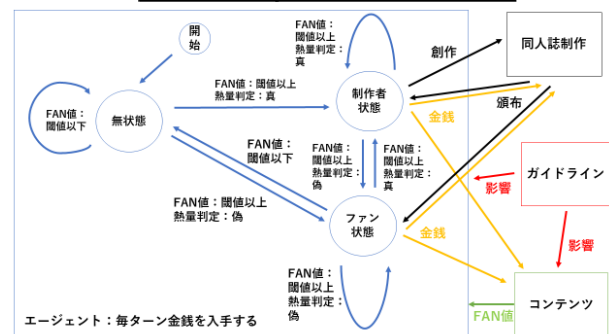 開
始
FAN値：
閾値以上
熱量判定：
真
創作
同人誌制作
FAN値：閾値以上
熱量判定：真
制作者
状態
金銭
頒布
FAN値：
閾値以下
無状態
FAN値：
閾値以下
FAN値：
閾値以上
熱量判定
：
偽
FAN値：
閾値以上
熱量判定：
真
ガイドライン
影響
FAN値：閾値以上
熱量判定：偽
ファン
状態
金銭
影響
FAN値：
閾値以上
熱量判定：
偽
FAN値
コンテンツ
エージェント：毎ターン金銭を入手する